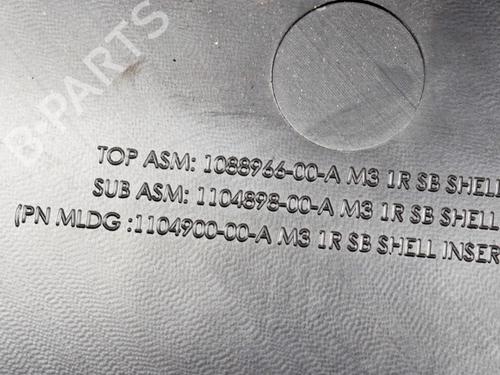 B-PARTS
TOP ASM: 1088966-00-A M3 1R SB SHELL
SUB ASM: 1104898-00-A M3 1R SB SHELL
(PN MLDG :1104900-00-A M3 1R SB SHELL INSER